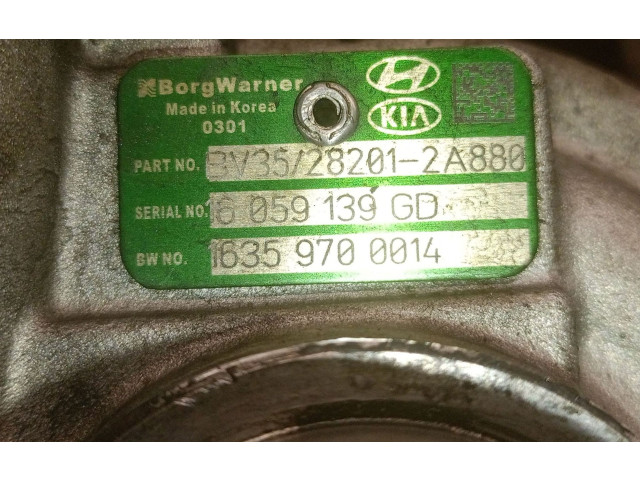 BorgWarner
Made in Korea
0301
KIA
PART NO. BV35/28201-2A880
SERIAL NO. 6 059 139 GD
BW NO. 1635 970 0014